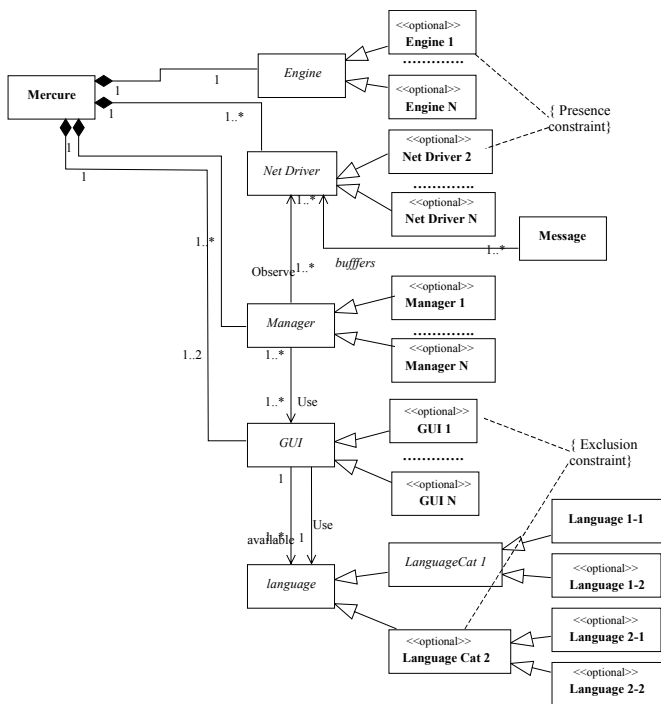 <<optional>>
Engine 1
............
Engine
<<optional>>
Engine N
Mercure
1
1
1
1..*
{ Presence
constraint}
<<optional>>
Net Driver 2
............
Net Driver
<<optional>>
Net Driver N
1
1
1..*
1..*
Message
1..*
bufffers
Observe
1..*
<<optional>>
Manager 1
............
Manager
<<optional>>
Manager N
1..2
1..*
1..*
Use
<<optional>>
GUI 1
............
GUI
<<optional>>
GUI N
{ Exclusion
constraint}
1
Use
1..*
1
available
Language 1-1
LanguageCat 1
<<optional>>
Language 1-2
language
<<optional>>
Language Cat 2
<<optional>>
Language 2-1
<<optional>>
Language 2-2